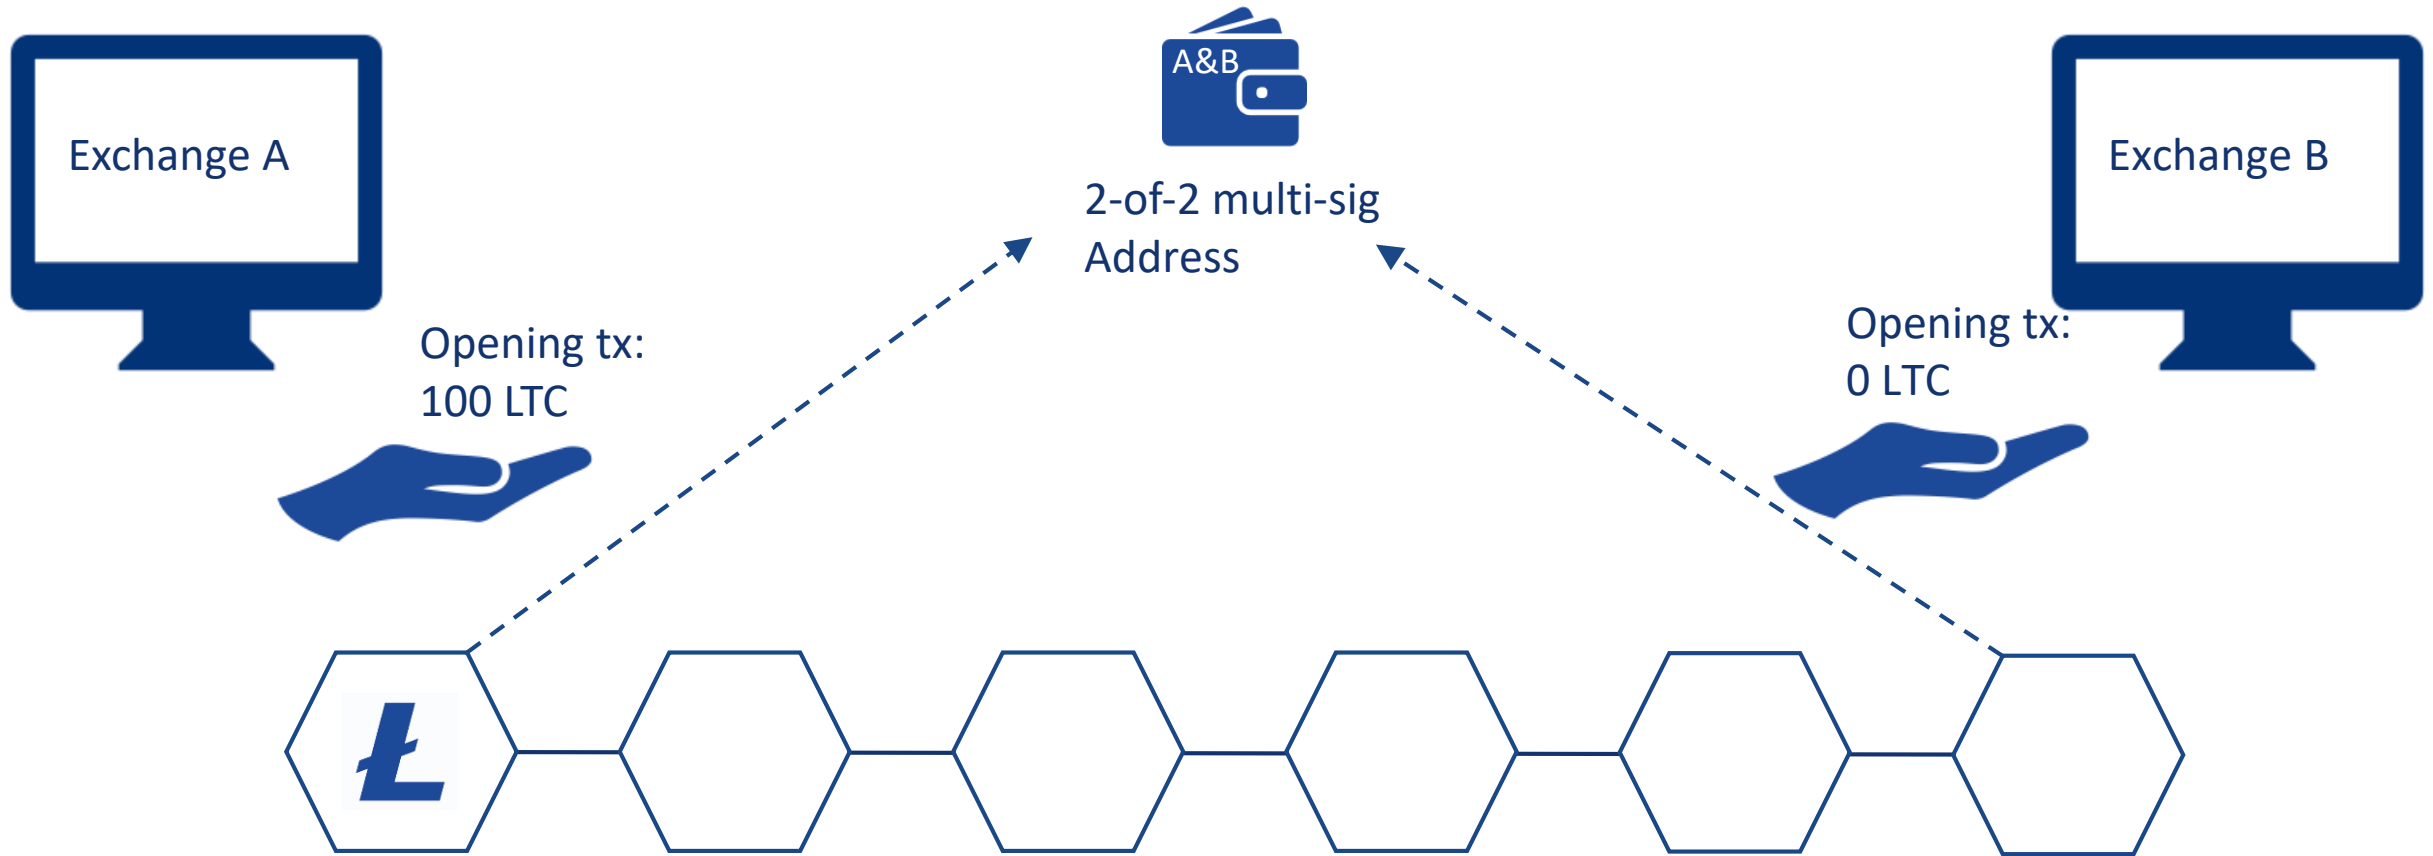 A&B
Exchange A
Exchange B
2-of-2 multi-sig
Address
Opening tx:
100 LTC
Opening tx:
0 LTC
Ł